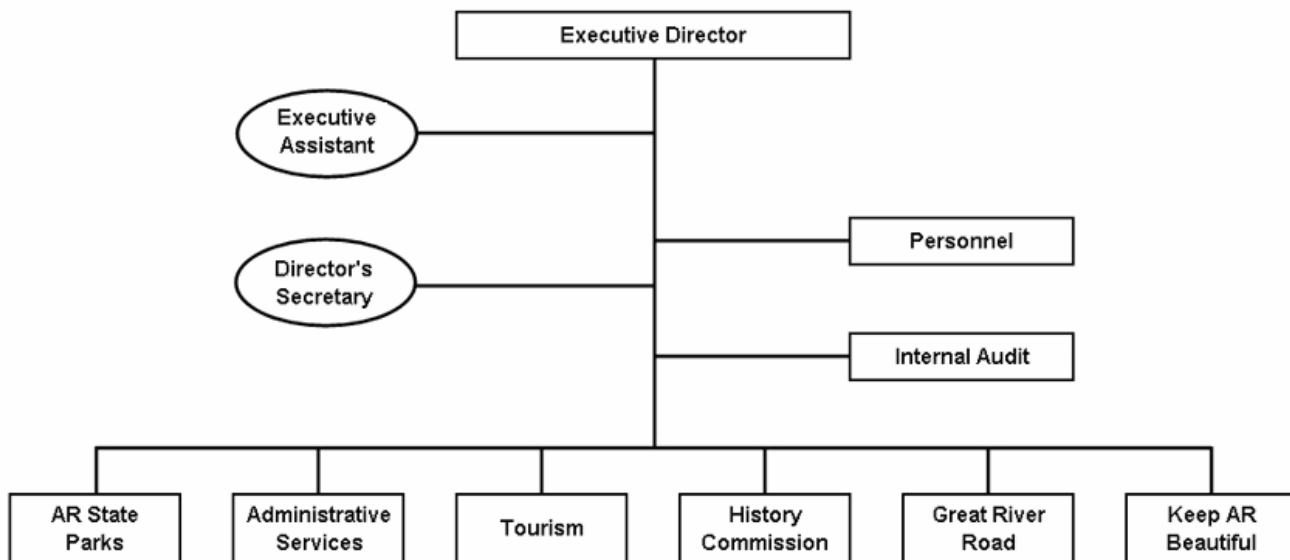 Executive Director
Executive
Assistant
Personnel
Director's
Secretary
Internal Audit
AR State
Parks
Administrative
Services
Tourism
History
Commission
Great River
Road
Keep AR
Beautiful